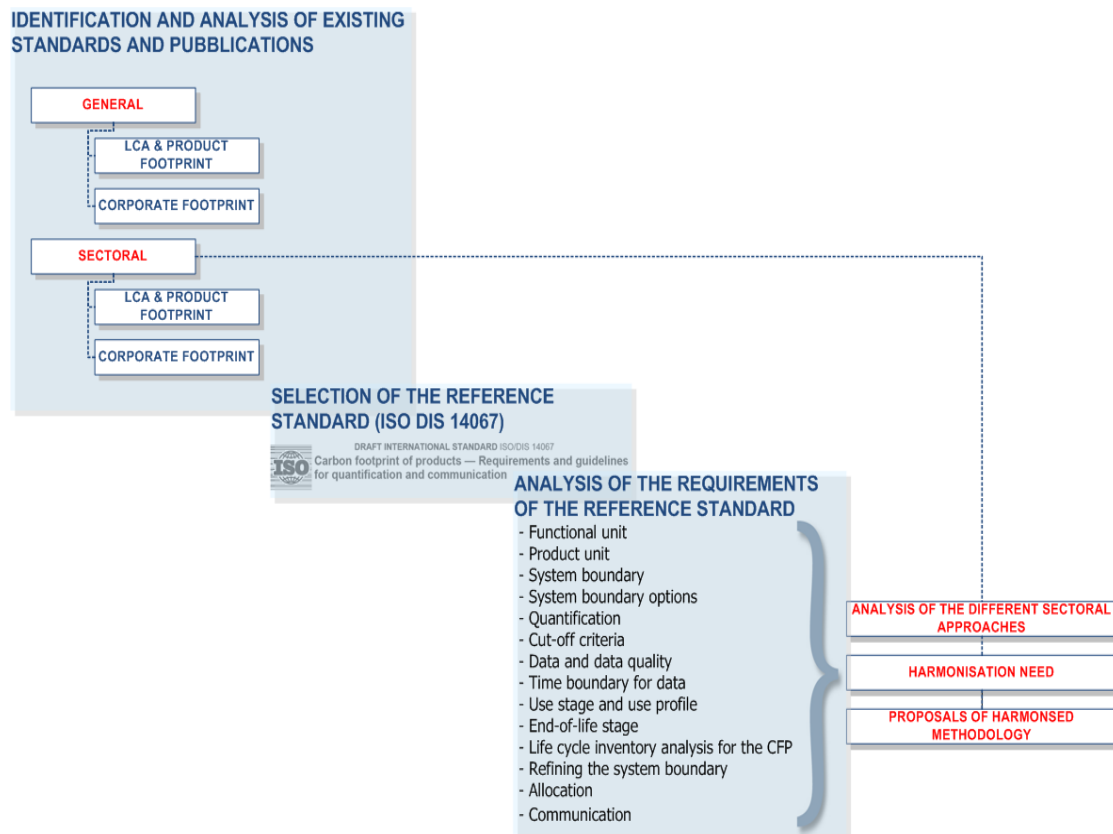 IDENTIFICATION AND ANALYSIS OF EXISTING
STANDARDS AND PUBBLICATIONS
GENERAL
LCA & PRODUCT
FOOTPRINT
CORPORATE FOOTPRINT
SECTORAL
LCA & PRODUCT
FOOTPRINT
CORPORATE FOOTPRINT
SELECTION OF THE REFERENCE
STANDARD (ISO DIS 14067)
DRAFT INTERNATIONAL STANDARD ISO/DIS 14067
ISO
Carbon footprint of products — Requirements and guidelines
for quantification and communication
ANALYSIS OF THE REQUIREMENTS
OF THE REFERENCE STANDARD
- Functional unit
- Product unit
- System boundary
- System boundary options
- Quantification
- Cut-off criteria
- Data and data quality
- Time boundary for data
- Use stage and use profile
- End-of-life stage
- Life cycle inventory analysis for the CFP
- Refining the system boundary
- Allocation
- Communication
ANALYSIS OF THE DIFFERENT SECTORAL
APPROACHES
HARMONISATION NEED
PROPOSALS OF HARMONSED
METHODOLOGY